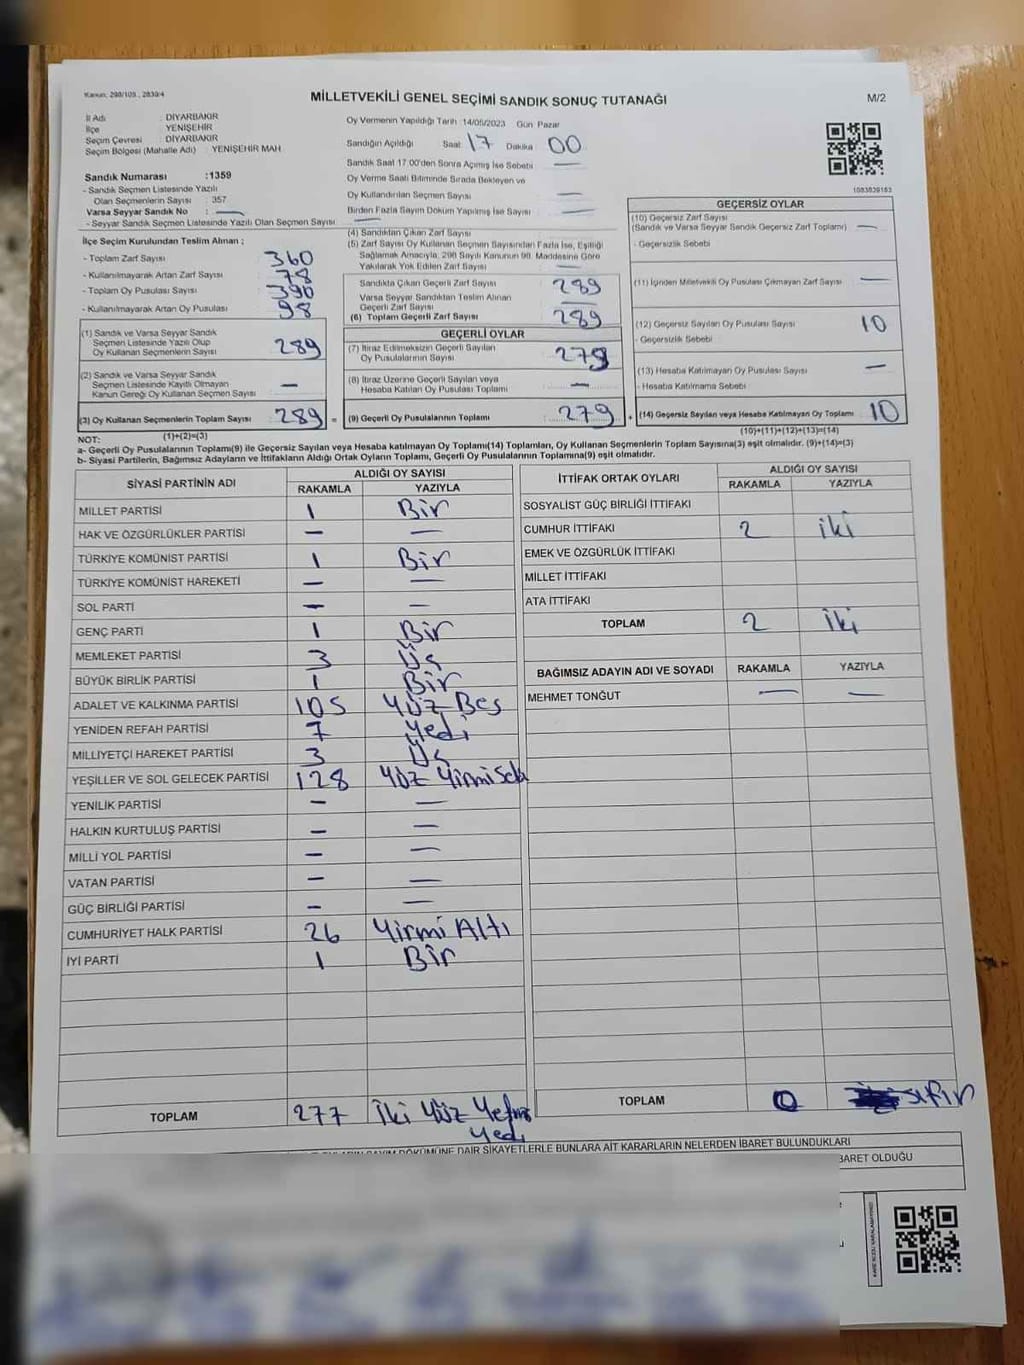 Kanun: 298/105., 2839/4
MİLLETVEKİLİ GENEL SEÇİMİ SANDIK SONUÇ TUTANAĞI
M/2
İl Adı : DİYARBAKIR
İlçe : YENİŞEHİR
Seçim Çevresi : DİYARBAKIR
Seçim Bölgesi (Mahalle Adı) : YENİŞEHİR MAH
Sandık Numarası :1359
- Sandık Seçmen Listesinde Yazılı
Olan Seçmenlerin Sayısı : 357
Varsa Seyyar Sandık No : —
- Seyyar Sandık Seçmen Listesinde Yazılı Olan Seçmen Sayısı : —
Oy Vermenin Yapıldığı Tarih 14/05/2023 Gün Pazar
Sandığın Açıldığı Saat 17 Dakika 00
Sandık Saat 17.00'den Sonra Açmış İse Sebebi —
Oy Verme Saati Bitiminde Sırada Bekleyen ve
Oy Kullandırılan Seçmen Sayısı —
Birden Fazla Sayım Döküm Yapılmış İse Sayısı —
1083839163
İlçe Seçim Kurulundan Teslim Alınan ;
- Toplam Zarf Sayısı 360
- Kullanılmayarak Artan Zarf Sayısı 78
- Toplam Oy Pusulası Sayısı 390
- Kullanılmayarak Artan Oy Pusulası 98
(1) Sandık ve Varsa Seyyar Sandık
Seçmen Listesinde Yazılı Olup
Oy Kullanan Seçmenlerin Sayısı 289
(2) Sandık ve Varsa Seyyar Sandık
Seçmen Listesinde Kayıtlı Olmayan
Kanun Gereği Oy Kullanan Seçmenlerin Sayısı —
(3) Oy Kullanan Seçmenlerin Toplam Sayısı 289 =
(1)+(2)=(3)
(4) Sandıktan Çıkan Zarf Sayısı
(5) Zarf Sayısı Oy Kullanan Seçmen Sayısından Fazla İse, Eşitliği
Sağlamak Amacıyla, 298 Sayılı Kanunun 98. Maddesine Göre
Yakılarak Yok Edilen Zarf Sayısı —
Sandıkta Çıkan Geçerli Zarf Sayısı 289
Varsa Seyyar Sandıktan Teslim Alınan
Geçerli Zarf Sayısı —
(6) Toplam Geçerli Zarf Sayısı 289
GEÇERLİ OYLAR
(7) İtiraz Edilmeksizin Geçerli Sayılan
Oy Pusulalarının Sayısı 279
(8) İtiraz Üzerine Geçerli Sayılan veya
Hesaba Katılan Oy Pusulası Toplamı —
(9) Geçerli Oy Pusulalarının Toplamı 279 +
GEÇERSİZ OYLAR
(10) Geçersiz Zarf Sayısı
(Sandık ve Varsa Seyyar Sandık Geçersiz Zarf Toplamı) —
- Geçersizlik Sebebi
(11) İçinden Milletvekili Oy Pusulası Çıkmayan Zarf Sayısı —
(12) Geçersiz Sayılan Oy Pusulası Sayısı 10
- Geçersizlik Sebebi
(13) Hesaba Katılmayan Oy Pusulası Sayısı —
- Hesaba Katılmama Sebebi
(14) Geçersiz Sayılan veya Hesaba Katılmayan Oy Toplamı 10
(10)+(11)+(12)+(13)=(14)
NOT:
a- Geçerli Oy Pusulalarının Toplamı(9) ile Geçersiz Sayılan veya Hesaba katılmayan Oy Toplamı(14) Toplamları, Oy Kullanan Seçmenlerin Toplam Sayısına(3) eşit olmalıdır. (9)+(14)=(3)
b- Siyasi Partilerin, Bağımsız Adayların ve İttifakların Aldığı Ortak Oyların Toplamı, Geçerli Oy Pusulalarının Toplamına(9) eşit olmalıdır.
SİYASİ PARTİNİN ADI ALDIĞI OY SAYISI
RAKAMLA YAZIYLA
MİLLET PARTİSİ 1 Bir
HAK VE ÖZGÜRLÜKLER PARTİSİ — —
TÜRKİYE KOMÜNİST PARTİSİ 1 Bir
TÜRKİYE KOMÜNİST HAREKETİ — —
SOL PARTİ — —
GENÇ PARTİ 1 Bir
MEMLEKET PARTİSİ 3 Üç
BÜYÜK BİRLİK PARTİSİ 1 Bir
ADALET VE KALKINMA PARTİSİ 105 Yüz Beş
YENİDEN REFAH PARTİSİ 7 Yedi
MİLLİYETÇİ HAREKET PARTİSİ 3 Üç
YEŞİLLER VE SOL GELECEK PARTİSİ 128 Yüz Yirmi
YENİLİK PARTİSİ — —
HALKIN KURTULUŞ PARTİSİ — —
MİLLİ YOL PARTİSİ — —
VATAN PARTİSİ — —
GÜÇ BİRLİĞİ PARTİSİ — —
CUMHURİYET HALK PARTİSİ 26 Yirmi Altı
İYİ PARTİ 1 Bir
TOPLAM 277 İki Yüz
Yedi
İTTİFAK ORTAK OYLARI ALDIĞI OY SAYISI
RAKAMLA YAZIYLA
SOSYALİST GÜÇ BİRLİĞİ İTTİFAKI
CUMHUR İTTİFAKI 2 iki
EMEK VE ÖZGÜRLÜK İTTİFAKI
MİLLET İTTİFAKI
ATA İTTİFAKI
TOPLAM 2 iki
BAĞIMSIZ ADAYIN ADI VE SOYADI RAKAMLA YAZIYLA
MEHMET TONĞUT — —
TOPLAM 0 sıfır
DÖKÜMÜNE DAİR ŞİKAYETLERLE BUNLARA AİT KARARLARIN NELERDEN İBARET BULUNDUKLARI
BARET OLDUĞU